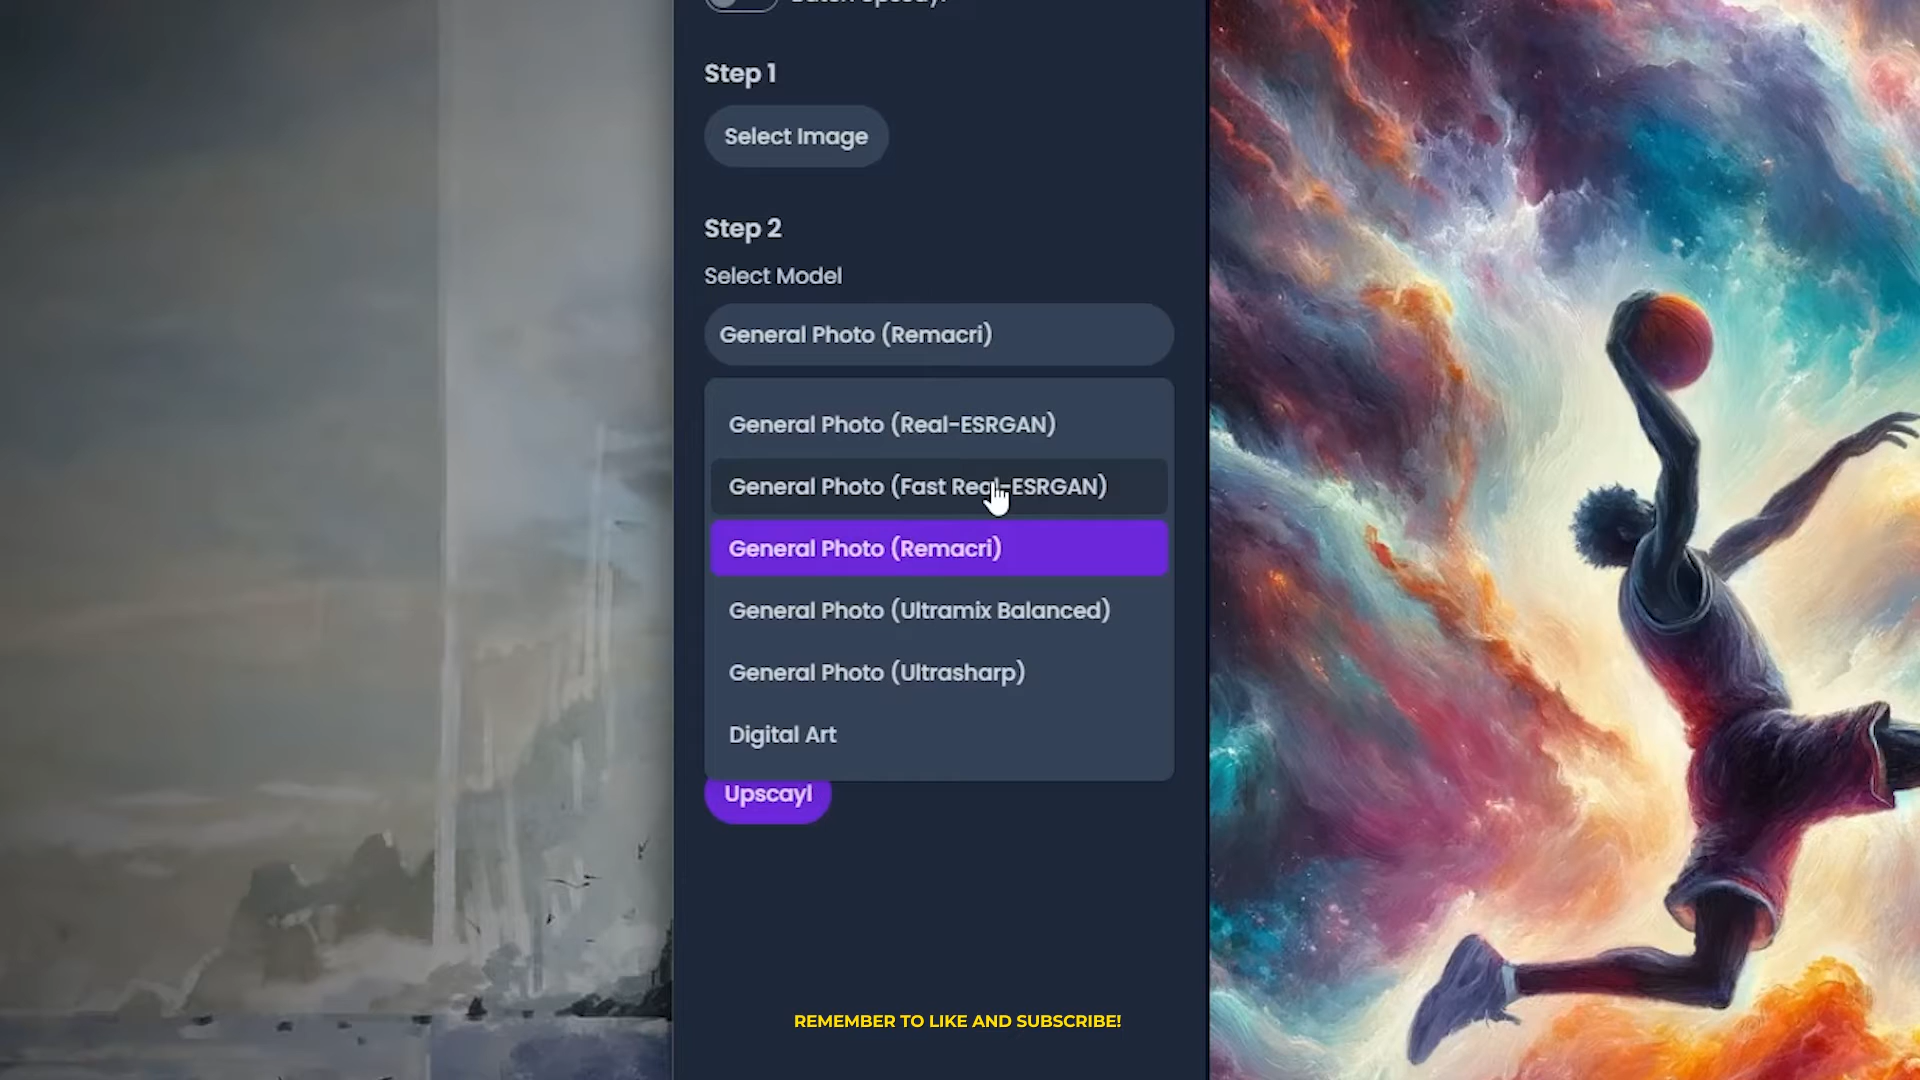 Step 1
Select Image
Step 2
Select Model
General Photo (Remacri)
General Photo (Real-ESRGAN)
General Photo (Fast Real-ESRGAN)
General Photo (Remacri)
General Photo (Ultramix Balanced)
General Photo (Ultrasharp)
Digital Art
Upscayl
REMEMBER TO LIKE AND SUBSCRIBE!